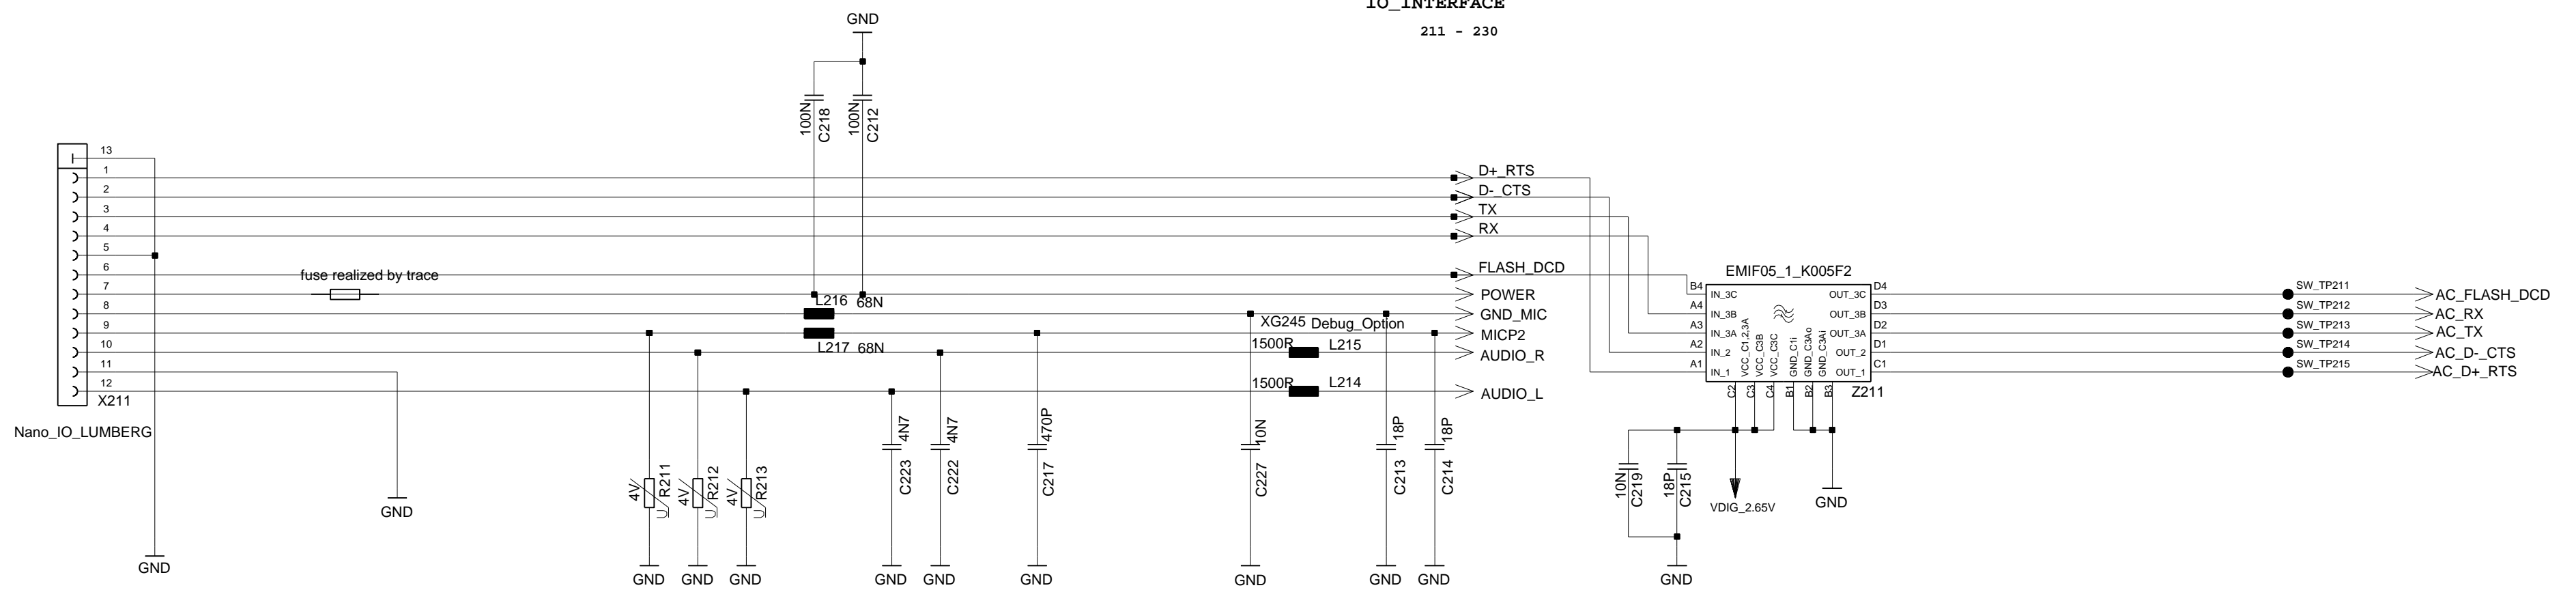 IO_INTERFACE
211 - 230
GND
100N
C218
100N
C212
13
1
2
3
4
5
6
7
8
9
10
11
12
X211
Nano_IO_LUMBERG
fuse realized by trace
GND
GND
L216 68N
L217 68N
4V
R211
U
4V
R212
U
4V
R213
U
4N7
C223
4N7
C222
470P
C217
10N
C227
18P
C213
18P
C214
GND
GND
GND
GND
GND
GND
GND
GND
GND
XG245 Debug_Option
1500R L215
1500R L214
D+_RTS
D-_CTS
TX
RX
FLASH_DCD
POWER
GND_MIC
MICP2
AUDIO_R
AUDIO_L
EMIF05_1_K005F2
B4
A4
A3
A2
A1
IN_3C
IN_3B
IN_3A
IN_2
IN_1
VCC_C1,2,3A
VCC_C3B
VCC_C3C
GND_C1i
GND_C3Ao
GND_C3Ai
OUT_3C
OUT_3B
OUT_3A
OUT_2
OUT_1
D4
D3
D2
D1
C1
C2
C3
C4
B1
B2
B3
Z211
10N
C219
18P
C215
VDIG_2.65V
GND
GND
SW_TP211
SW_TP212
SW_TP213
SW_TP214
SW_TP215
AC_FLASH_DCD
AC_RX
AC_TX
AC_D-_CTS
AC_D+_RTS